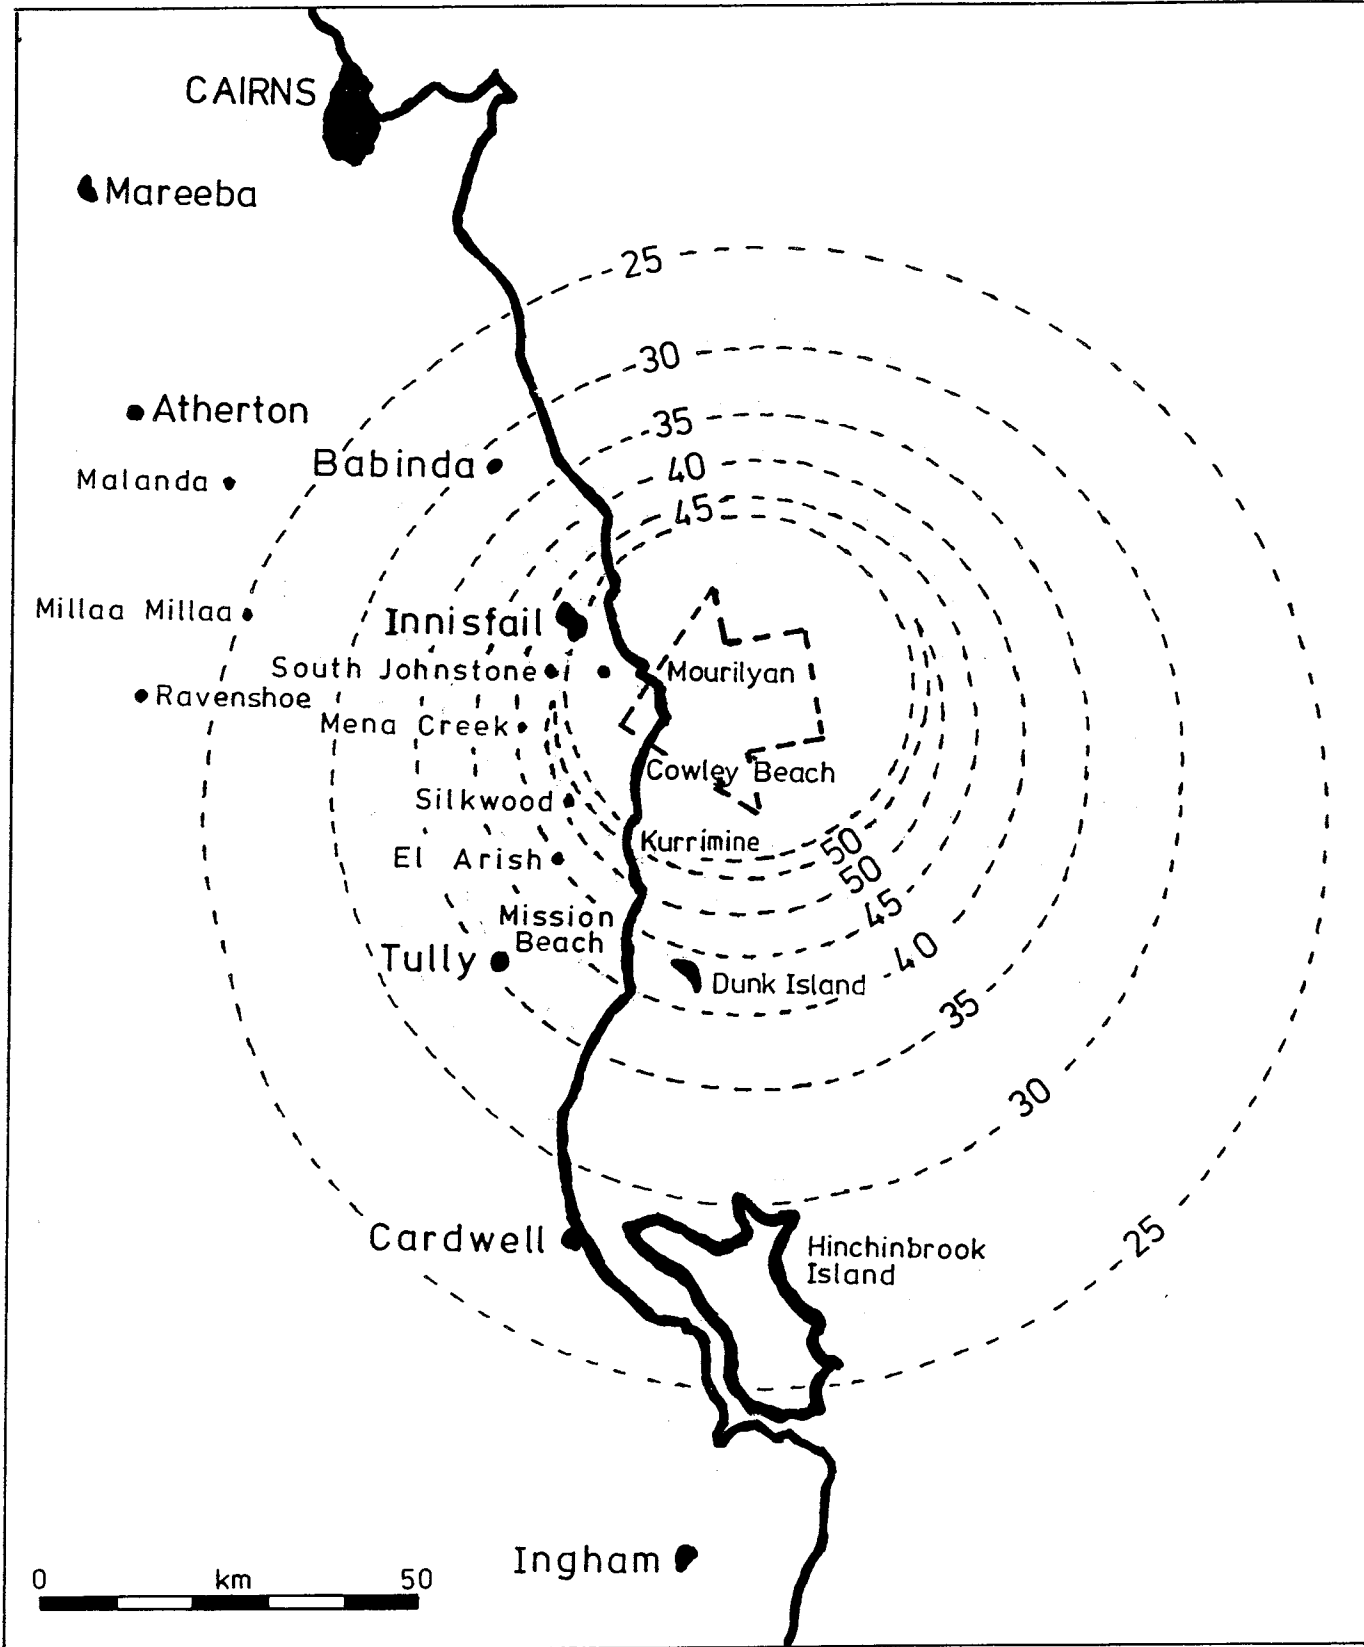 CAIRNS
Mareeba
25
30
Atherton
35
Babinda
40
Malanda
45
Millaa Millaa
Innisfail
South Johnstone
Mourilyan
Ravenshoe
Mena Creek
Cowley Beach
Silkwood
Kurrimine
50
El Arish
50
45
Mission
Beach
40
Tully
Dunk Island
35
30
25
Cardwell
Hinchinbrook
Island
Ingham
0 km 50